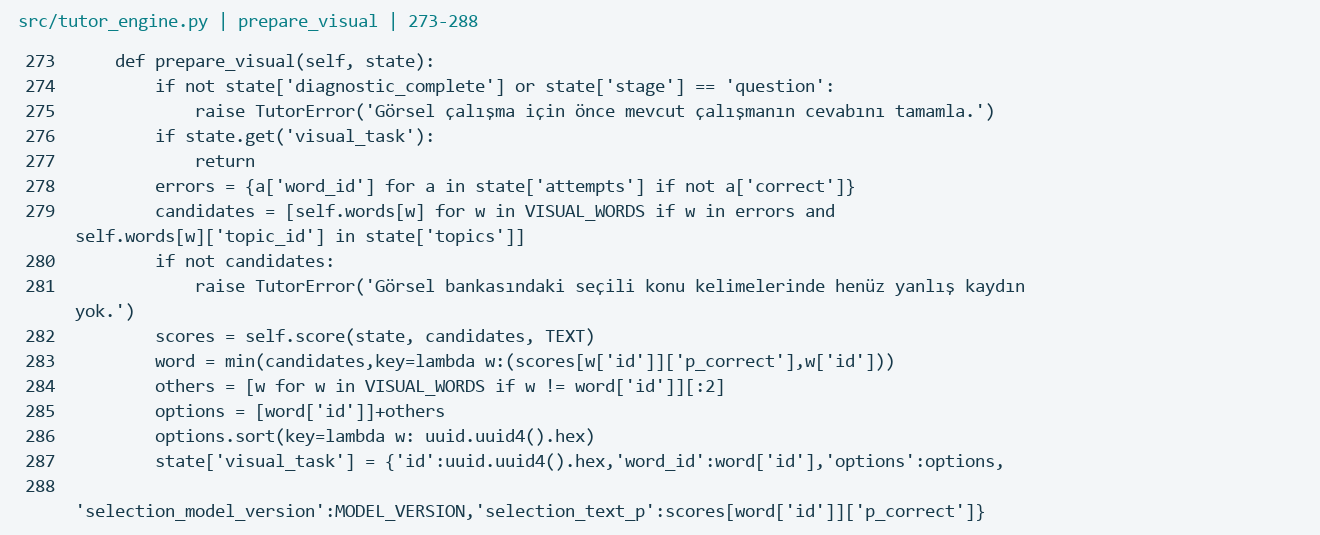 src/tutor_engine.py | prepare_visual | 273-288
273      def prepare_visual(self, state):
274          if not state['diagnostic_complete'] or state['stage'] == 'question':
275              raise TutorError('Görsel çalışma için önce mevcut çalışmanın cevabını tamamla.')
276          if state.get('visual_task'):
277              return
278          errors = {a['word_id'] for a in state['attempts'] if not a['correct']}
279          candidates = [self.words[w] for w in VISUAL_WORDS if w in errors and
self.words[w]['topic_id'] in state['topics']]
280          if not candidates:
281              raise TutorError('Görsel bankasındaki seçili konu kelimelerinde henüz yanlış kaydın
yok.')
282          scores = self.score(state, candidates, TEXT)
283          word = min(candidates,key=lambda w:(scores[w['id']]['p_correct'],w['id']))
284          others = [w for w in VISUAL_WORDS if w != word['id']][:2]
285          options = [word['id']]+others
286          options.sort(key=lambda w: uuid.uuid4().hex)
287          state['visual_task'] = {'id':uuid.uuid4().hex,'word_id':word['id'],'options':options,
288
'selection_model_version':MODEL_VERSION,'selection_text_p':scores[word['id']]['p_correct']}